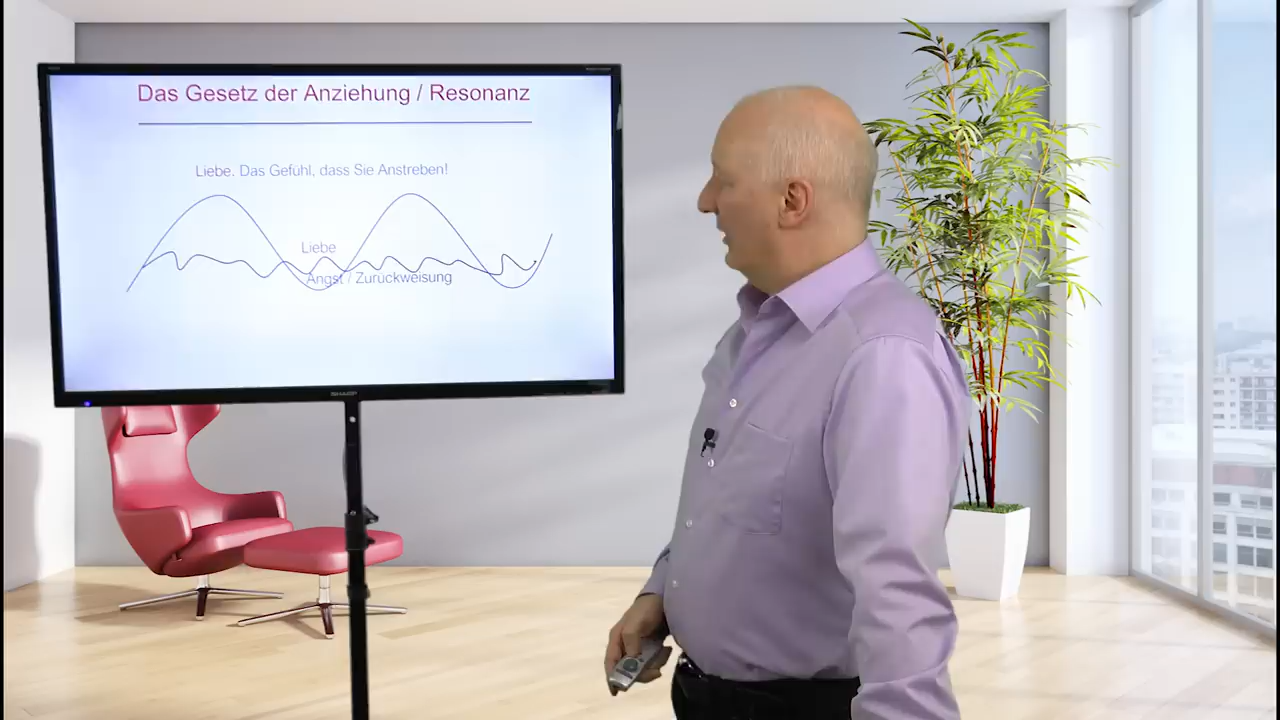 Das Gesetz der Anziehung / Resonanz
Liebe. Das Gefühl, dass Sie Anstreben!
Liebe
Angst / Zurückweisung
SHARP